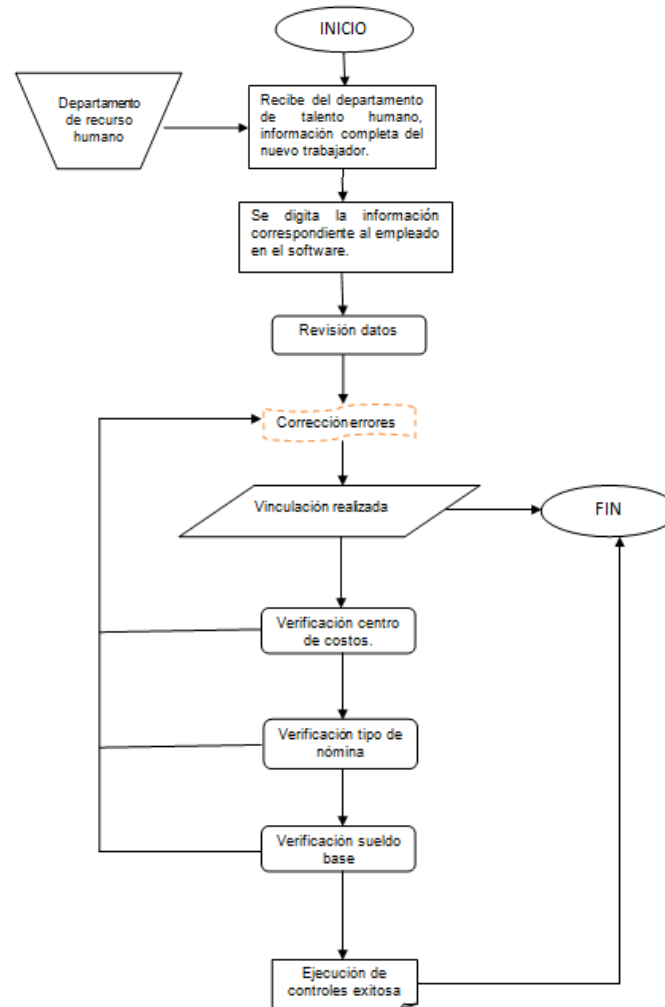 INICIO
Departamento
de recurso
humano
Recibe del departamento
de talento humano,
información completa del
nuevo trabajador.
Se digita la información
correspondiente al empleado
en el software.
Revisión datos
Corrección errores
Vinculación realizada
FIN
Verificación centro
de costos.
Verificación tipo de
nómina
Verificación sueldo
base
Ejecución de
controles exitosa